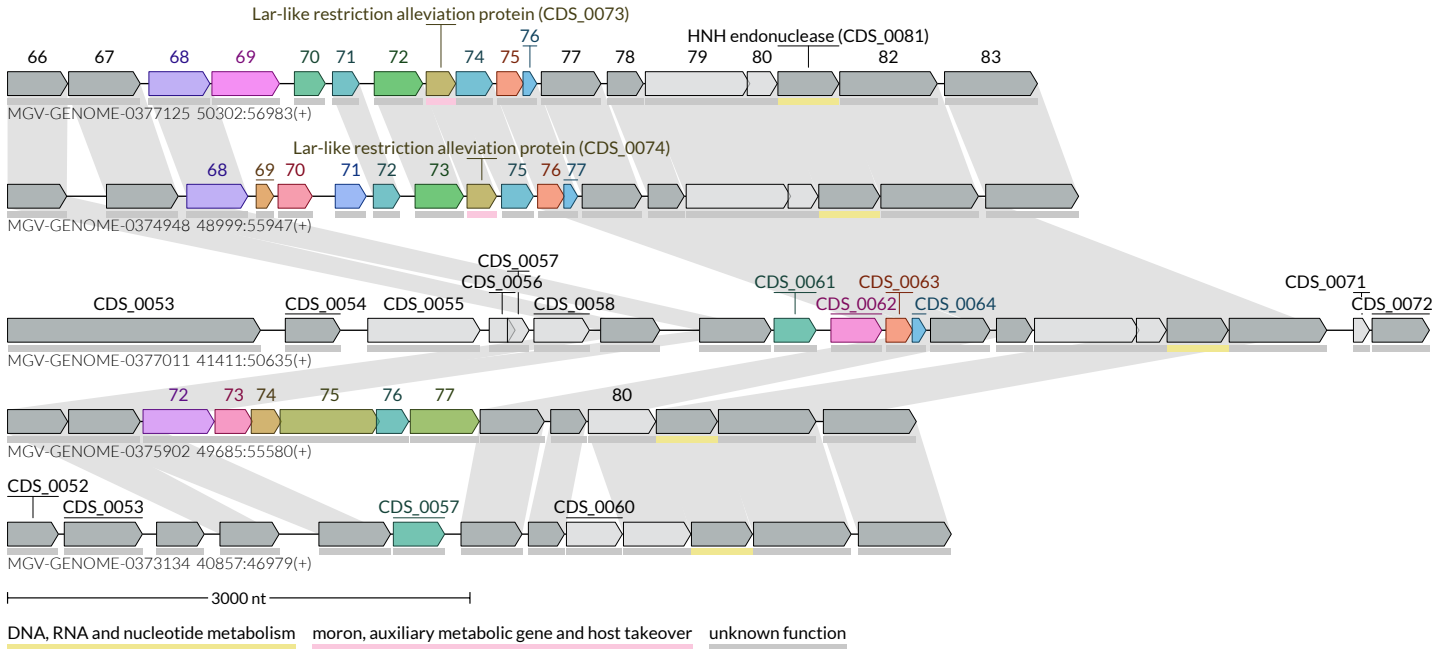 Lar-like restriction alleviation protein (CDS_0073)
76
HNH endonuclease (CDS_0081)
66 67 68 69 70 71 72 74 75 77 78 79 80 82 83
MGV-GENOME-0377125 50302:56983(+)
Lar-like restriction alleviation protein (CDS_0074)
68 69 70 71 72 73 75 76 77
MGV-GENOME-0374948 48999:55947(+)
CDS_0057
CDS_0056 CDS_0061 CDS_0063 CDS_0071
CDS_0053 CDS_0054 CDS_0055 CDS_0058 CDS_0062 CDS_0064 CDS_0072
MGV-GENOME-0377011 41411:50635(+)
72 73 74 75 76 77 80
MGV-GENOME-0375902 49685:55580(+)
CDS_0052
CDS_0053 CDS_0057 CDS_0060
MGV-GENOME-0373134 40857:46979(+)
3000 nt
DNA, RNA and nucleotide metabolism moron, auxiliary metabolic gene and host takeover unknown function